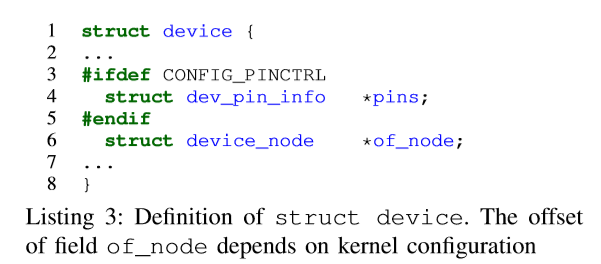 1 struct device {
2 ...
3 #ifdef CONFIG_PINCTRL
4 struct dev_pin_info *pins;
5 #endif
6 struct device_node *of_node;
7 ...
8 }
Listing 3: Definition of struct device. The offset
of field of_node depends on kernel configuration